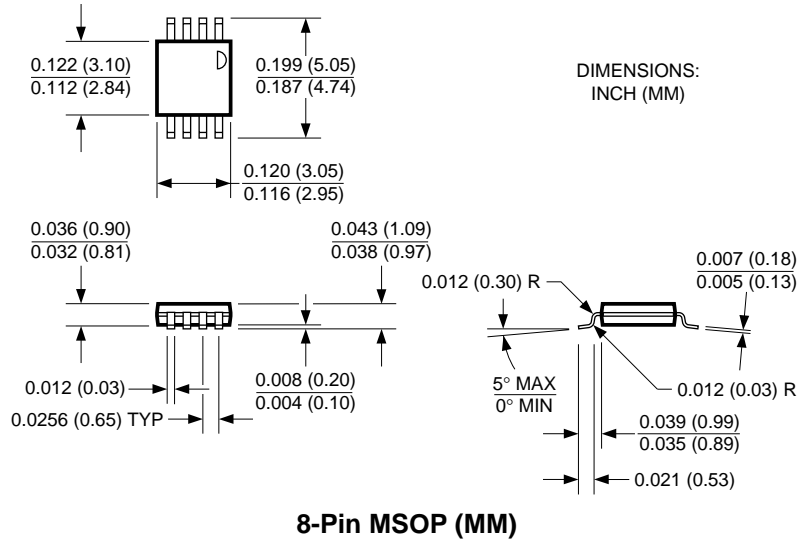 0.122 (3.10)
0.112 (2.84)
0.199 (5.05)
0.187 (4.74)
DIMENSIONS:
INCH (MM)
0.120 (3.05)
0.116 (2.95)
0.036 (0.90)
0.032 (0.81)
0.043 (1.09)
0.038 (0.97)
0.007 (0.18)
0.005 (0.13)
0.012 (0.30) R
0.012 (0.03)
0.008 (0.20)
0.004 (0.10)
5° MAX
0° MIN
0.012 (0.03) R
0.0256 (0.65) TYP
0.039 (0.99)
0.035 (0.89)
0.021 (0.53)
8-Pin MSOP (MM)